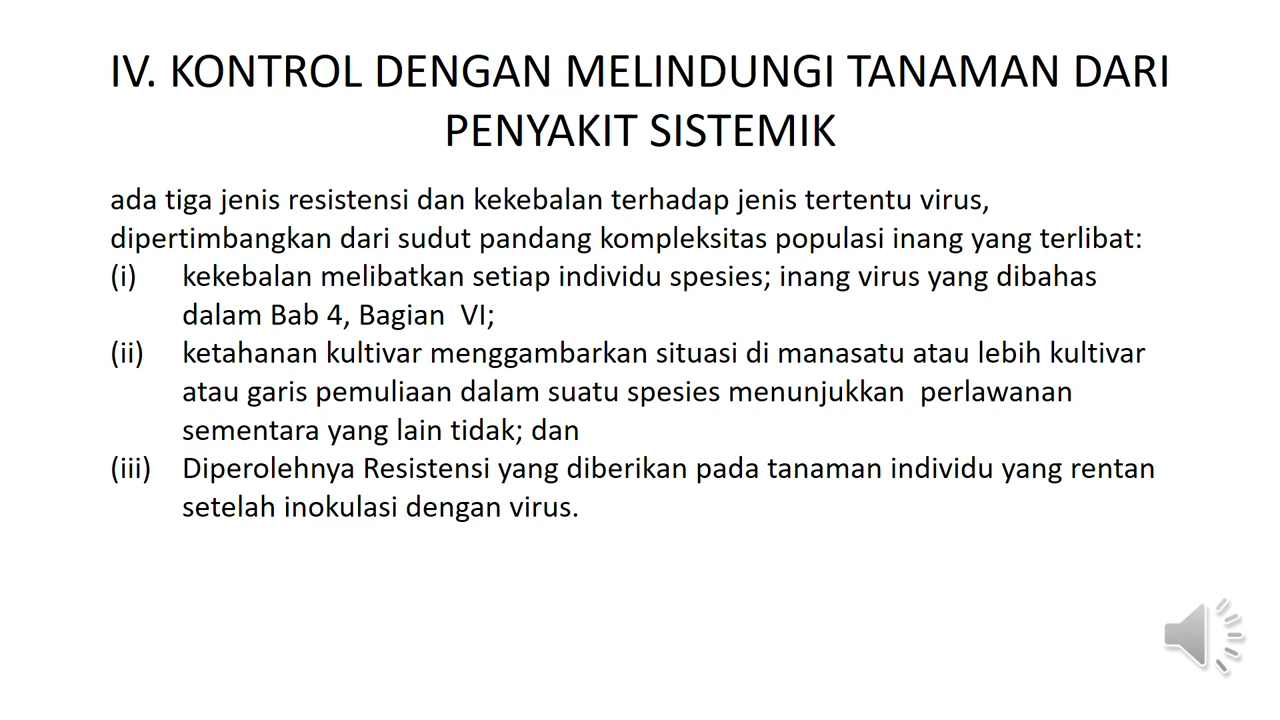 IV. KONTROL DENGAN MELINDUNGI TANAMAN DARI
PENYAKIT SISTEMIK
ada tiga jenis resistensi dan kekebalan terhadap jenis tertentu virus,
dipertimbangkan dari sudut pandang kompleksitas populasi inang yang terlibat:
(i) kekebalan melibatkan setiap individu spesies; inang virus yang dibahas
dalam Bab 4, Bagian  VI;
(ii) ketahanan kultivar menggambarkan situasi di manasatu atau lebih kultivar
atau garis pemuliaan dalam suatu spesies menunjukkan  perlawanan
sementara yang lain tidak; dan
(iii) Diperolehnya Resistensi yang diberikan pada tanaman individu yang rentan
setelah inokulasi dengan virus.